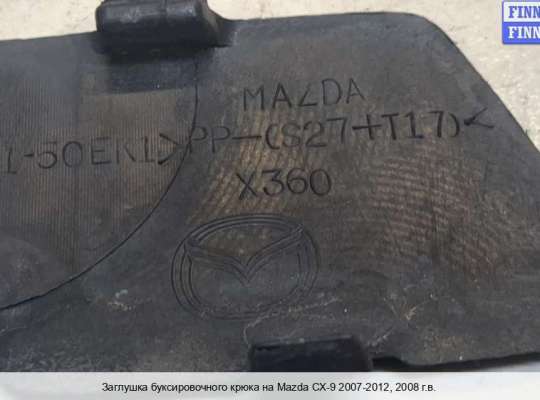 FINN
FINN
MAZDA
1-50EK1>PP-(S27+T17)<
X360
Заглушка буксировочного крюка на Mazda CX-9 2007-2012, 2008 г.в.